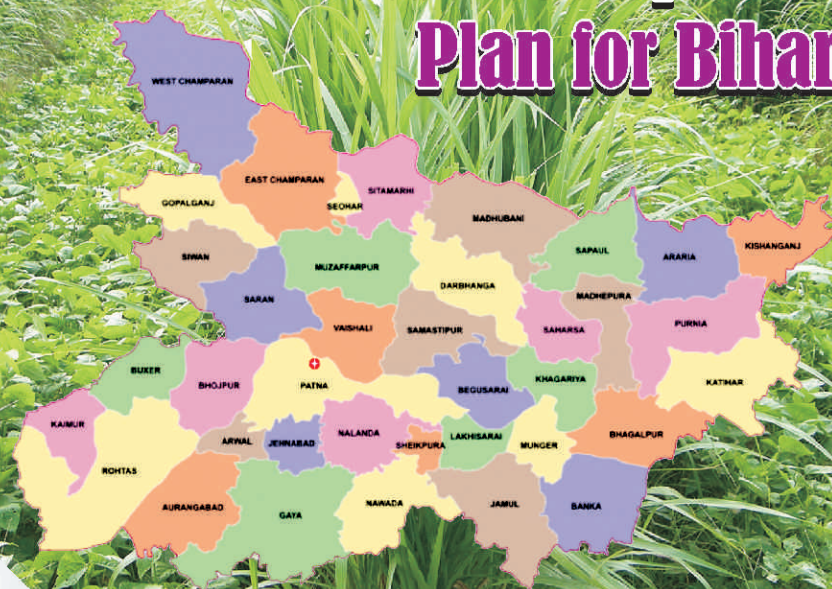 Plan for Bihar
WEST CHAMPARAN
EAST CHAMPARAN
SITAMARHI
GOPALGANJ
SEOHAR
MADHUBANI
SIWAN
MUZAFFARPUR
SAPAUL
ARARIA
KISHANGANJ
DARBHANGA
SARAN
MADHEPURA
VAISHALI
SAMASTIPUR
SAHARSA
PURNIA
BUXER
BHOJPUR
PATNA
BEGUSARAI
KHAGARIYA
KATIHAR
KAIMUR
ARWAL
JEHNABAD
NALANDA
SHEIKPURA
LAKHISARAI
MUNGER
BHAGALPUR
ROHTAS
AURANGABAD
GAYA
NAWADA
JAMUL
BANKA